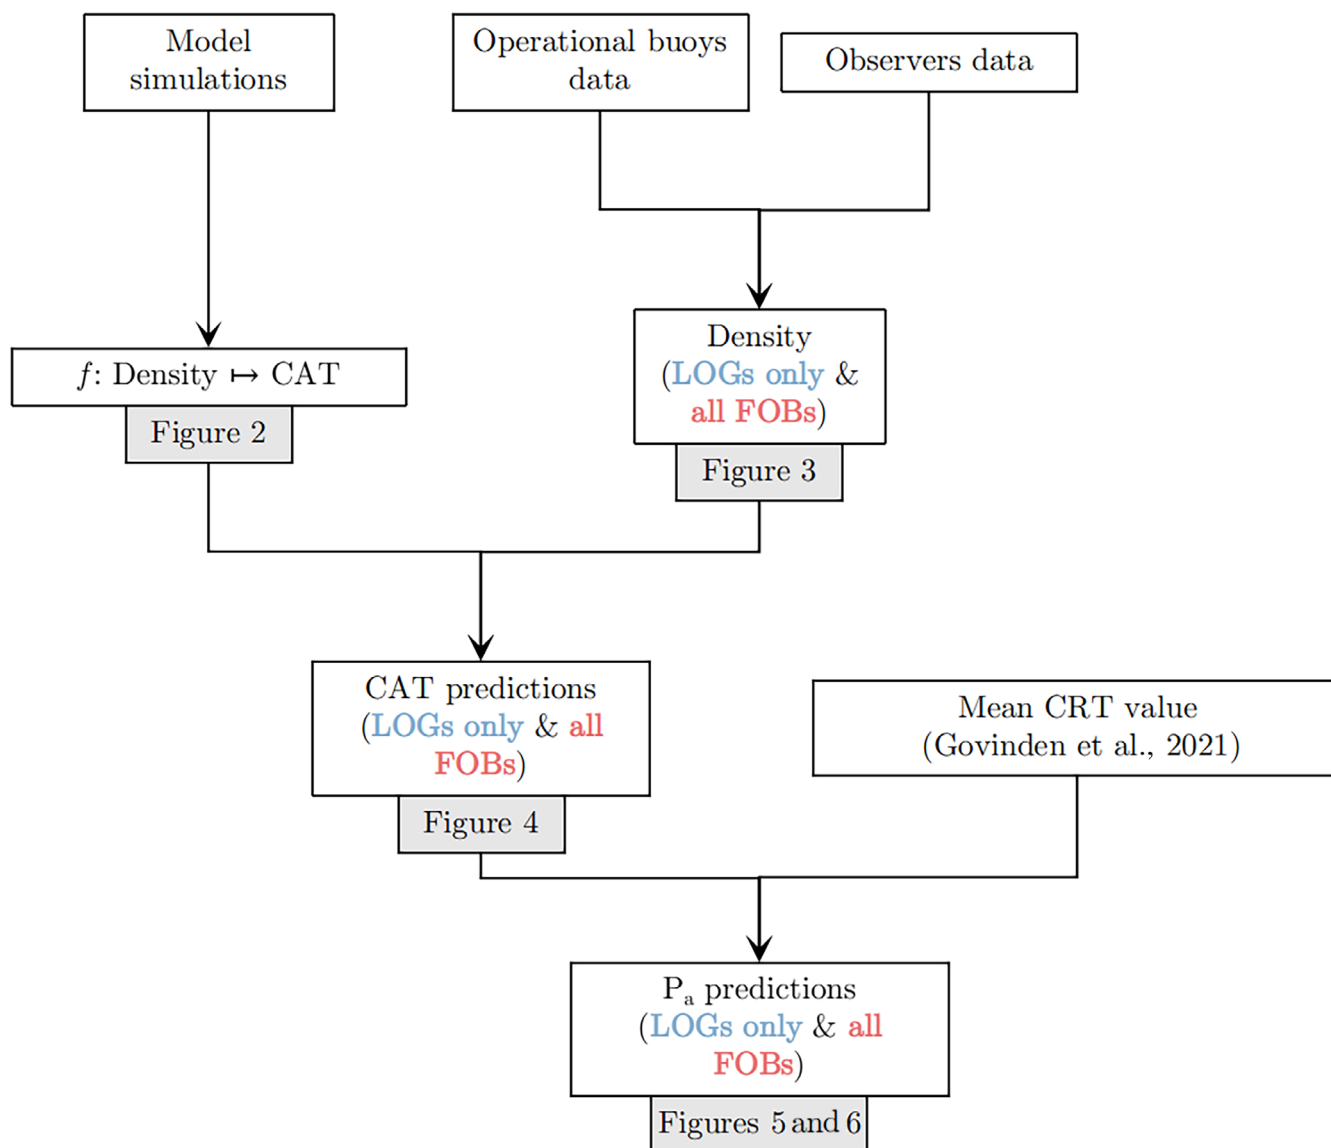 Model
simulations
Operational buoys
data
Observers data
f: Density ↦ CAT
Figure 2
Density
(LOGs only &
all FOBs)
Figure 3
CAT predictions
(LOGs only & all
FOBs)
Figure 4
Mean CRT value
(Govinden et al., 2021)
Pa predictions
(LOGs only & all
FOBs)
Figures 5 and 6